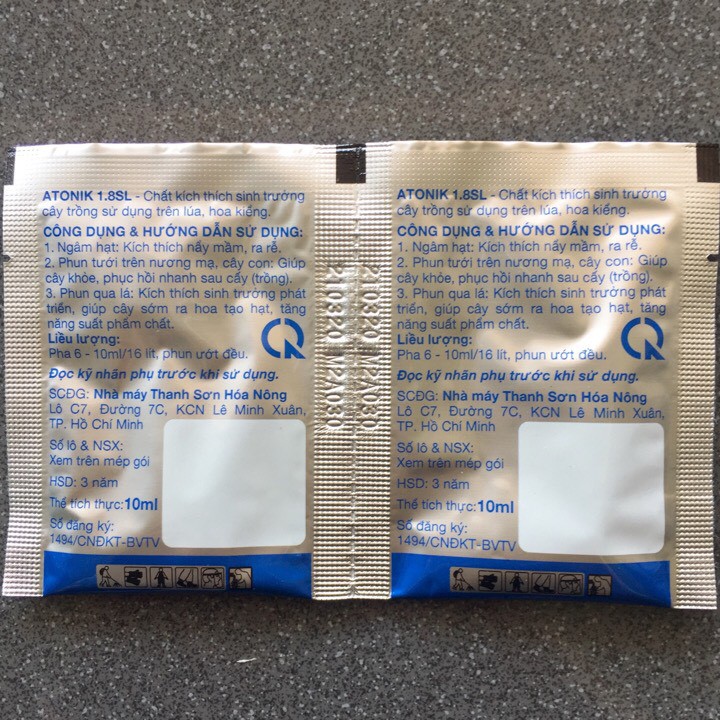 ATONIK 1.8SL - Chất kích thích sinh trưởng
cây trồng sử dụng trên lúa, hoa kiểng.
CÔNG DỤNG & HƯỚNG DẪN SỬ DỤNG:
1. Ngâm hạt: Kích thích nẩy mầm, ra rễ.
2. Phun tưới trên nương mạ, cây con: Giúp
cây khỏe, phục hồi nhanh sau cấy (trồng).
3. Phun qua lá: Kích thích sinh trưởng phát
triển, giúp cây sớm ra hoa tạo hạt, tăng
năng suất phẩm chất.
Liều lượng:
Pha 6 - 10ml/16 lít, phun ướt đều.
Đọc kỹ nhãn phụ trước khi sử dụng.
SCĐG: Nhà máy Thanh Sơn Hóa Nông
Lô C7, Đường 7C, KCN Lê Minh Xuân,
TP. Hồ Chí Minh
Số lô & NSX:
Xem trên mép gói
HSD: 3 năm
Thể tích thực: 10ml
Số đăng ký:
1494/CNĐKT-BVTV
210320
ATONIK 1.8SL - Chất kích thích sinh trưởng
cây trồng sử dụng trên lúa, hoa kiểng.
CÔNG DỤNG & HƯỚNG DẪN SỬ DỤNG:
1. Ngâm hạt: Kích thích nẩy mầm, ra rễ.
2. Phun tưới trên nương mạ, cây con: Giúp
cây khỏe, phục hồi nhanh sau cấy (trồng).
3. Phun qua lá: Kích thích sinh trưởng phát
triển, giúp cây sớm ra hoa tạo hạt, tăng
năng suất phẩm chất.
Liều lượng:
Pha 6 - 10ml/16 lít, phun ướt đều.
Đọc kỹ nhãn phụ trước khi sử dụng.
SCĐG: Nhà máy Thanh Sơn Hóa Nông
Lô C7, Đường 7C, KCN Lê Minh Xuân,
TP. Hồ Chí Minh
Số lô & NSX:
Xem trên mép gói
HSD: 3 năm
Thể tích thực: 10ml
Số đăng ký:
1494/CNĐKT-BVTV